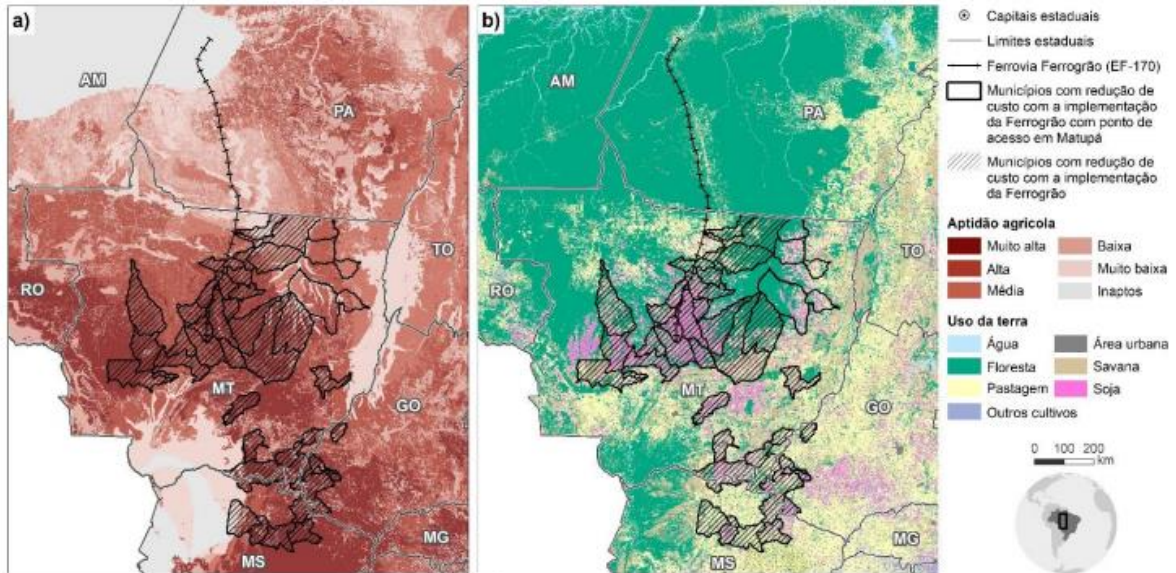 a)
AM
PA
TO
RO
MT
GO
MG
MS
b)
AM
PA
TO
RO
MT
GO
MG
MS
Capitais estaduais
Limites estaduais
Ferrovia Ferrogrão (EF-170)
Municípios com redução de
custo com a implementação
da Ferrogrão com ponto de
acesso em Matupá
Municípios com redução de
custo com a implementação
da Ferrogrão
Aptidão agrícola
Muito alta
Baixa
Alta
Muito baixa
Média
Inaptos
Uso da terra
Água
Área urbana
Floresta
Savana
Pastagem
Soja
Outros cultivos
0 100 200
km